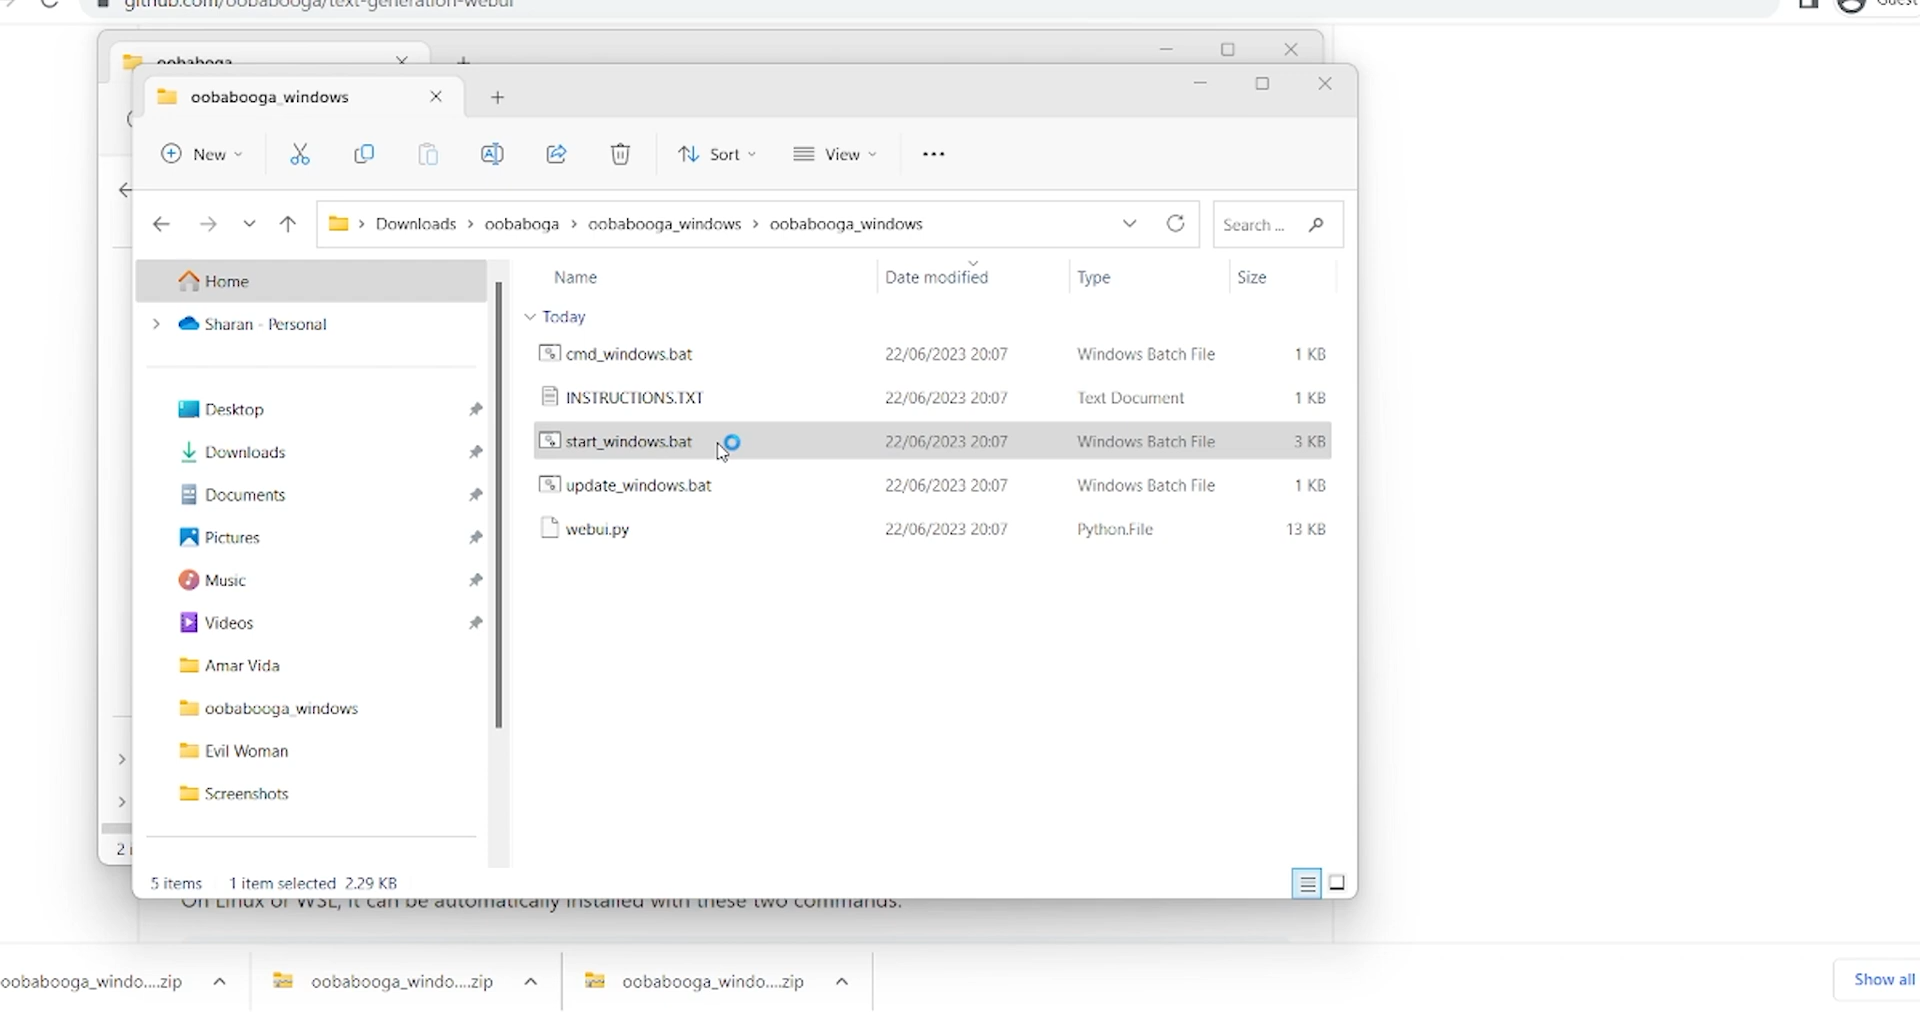 github.com/oobabooga/text-generation-webui
Guest
oobaboga
oobabooga_windows
New
Sort
View
Downloads > oobaboga > oobabooga_windows > oobabooga_windows
Search ...
Home
Sharan - Personal
Desktop
Downloads
Documents
Pictures
Music
Videos
Amar Vida
oobabooga_windows
Evil Woman
Screenshots
Name Date modified Type Size
Today
cmd_windows.bat 22/06/2023 20:07 Windows Batch File 1 KB
INSTRUCTIONS.TXT 22/06/2023 20:07 Text Document 1 KB
start_windows.bat 22/06/2023 20:07 Windows Batch File 3 KB
update_windows.bat 22/06/2023 20:07 Windows Batch File 1 KB
webui.py 22/06/2023 20:07 Python.File 13 KB
2 i
5 items 1 item selected 2.29 KB
On Linux or WSL, it can be automatically installed with these two commands.
oobabooga_windo....zip
oobabooga_windo....zip
oobabooga_windo....zip
Show all